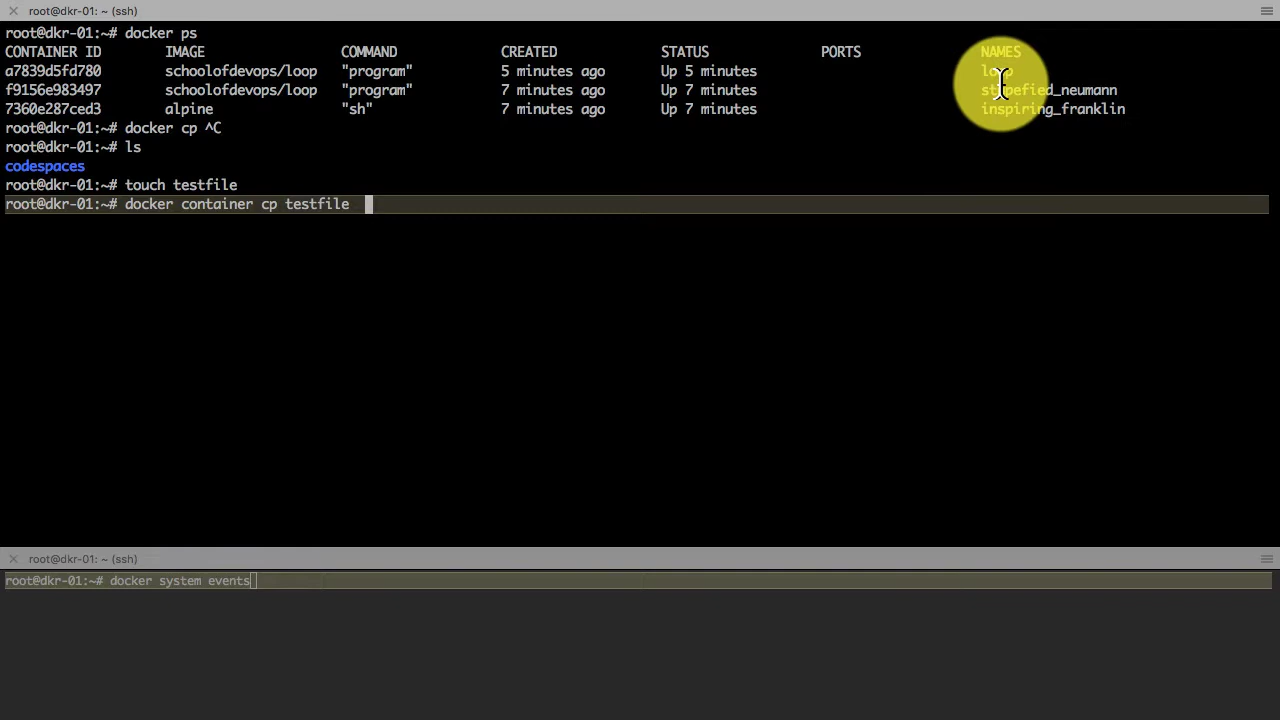 root@dkr-01: ~ (ssh)
root@dkr-01:~# docker ps
CONTAINER ID IMAGE COMMAND CREATED STATUS PORTS NAMES
a7839d5fd780 schoolofdevops/loop "program" 5 minutes ago Up 5 minutes loop
f9156e983497 schoolofdevops/loop "program" 7 minutes ago Up 7 minutes stupefied_neumann
7360e287ced3 alpine "sh" 7 minutes ago Up 7 minutes inspiring_franklin
root@dkr-01:~# docker cp ^C
root@dkr-01:~# ls
codespaces
root@dkr-01:~# touch testfile
root@dkr-01:~# docker container cp testfile
root@dkr-01: ~ (ssh)
root@dkr-01:~# docker system events